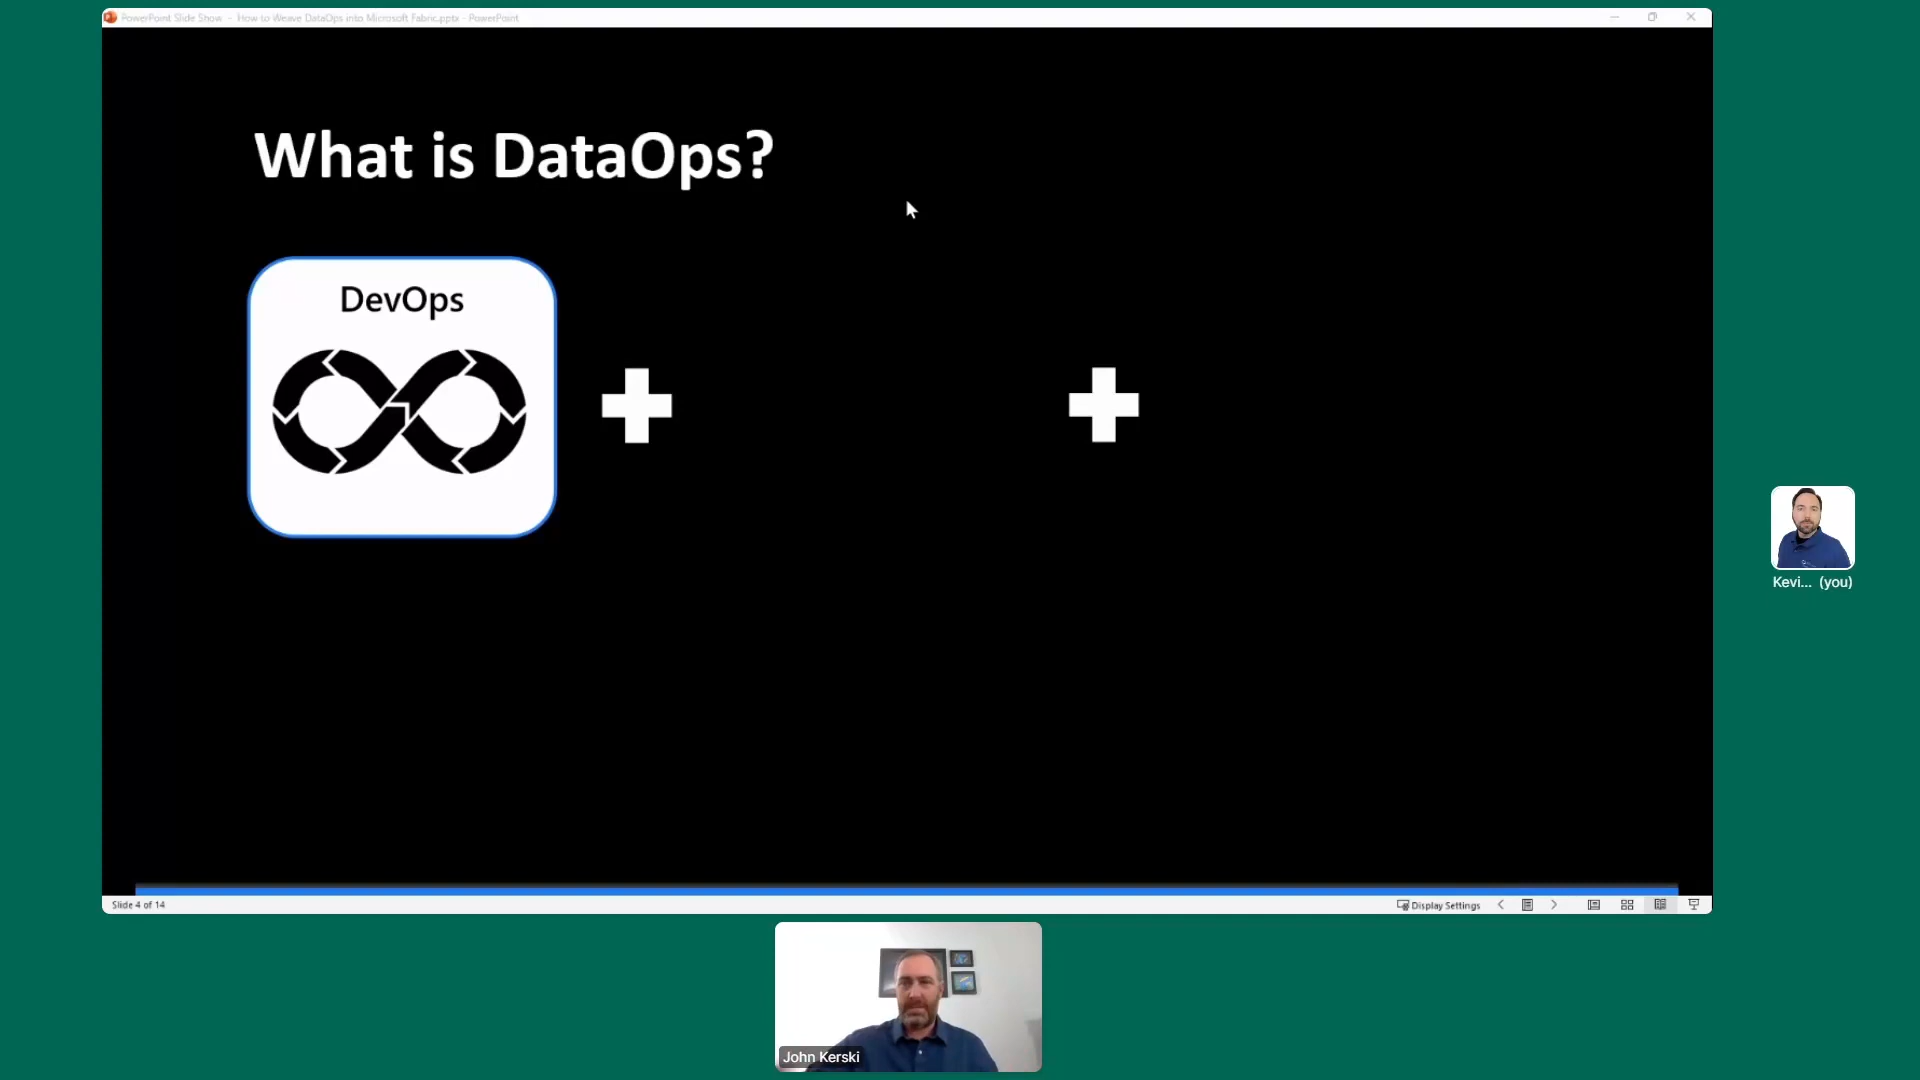 PowerPoint Slide Show - How to Weave DataOps into Microsoft Fabric.pptx - PowerPoint
What is DataOps?
DevOps
Kevi... (you)
Slide 4 of 14
Display Settings
John Kerski